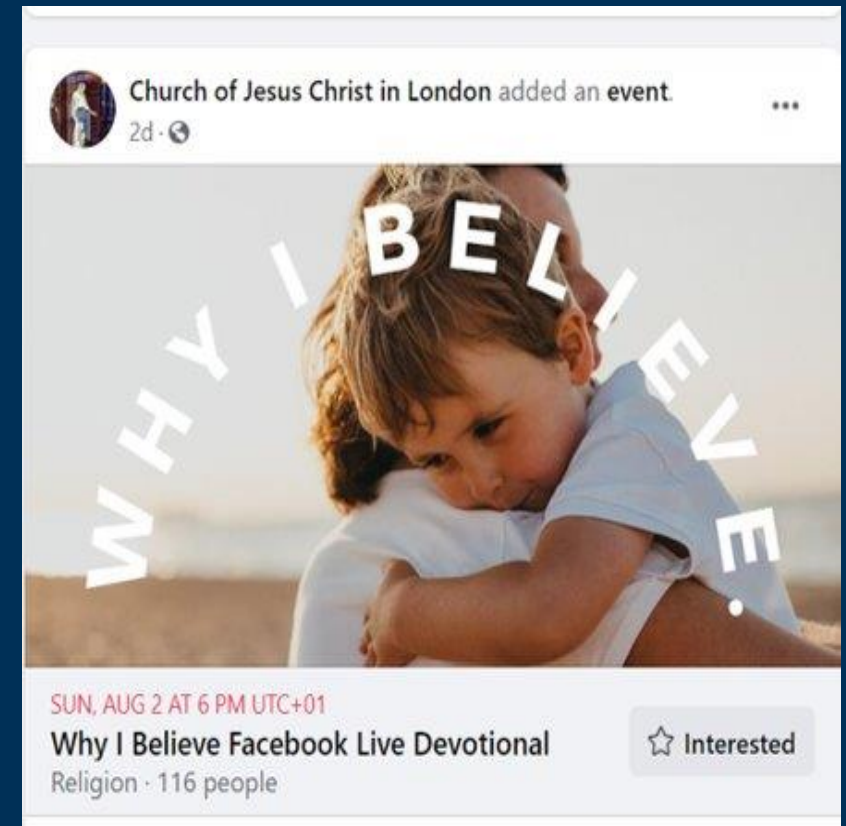 Church of Jesus Christ in London added an event.
2d ·
WHY I BELIEVE.
SUN, AUG 2 AT 6 PM UTC+01
Why I Believe Facebook Live Devotional
Interested
Religion · 116 people